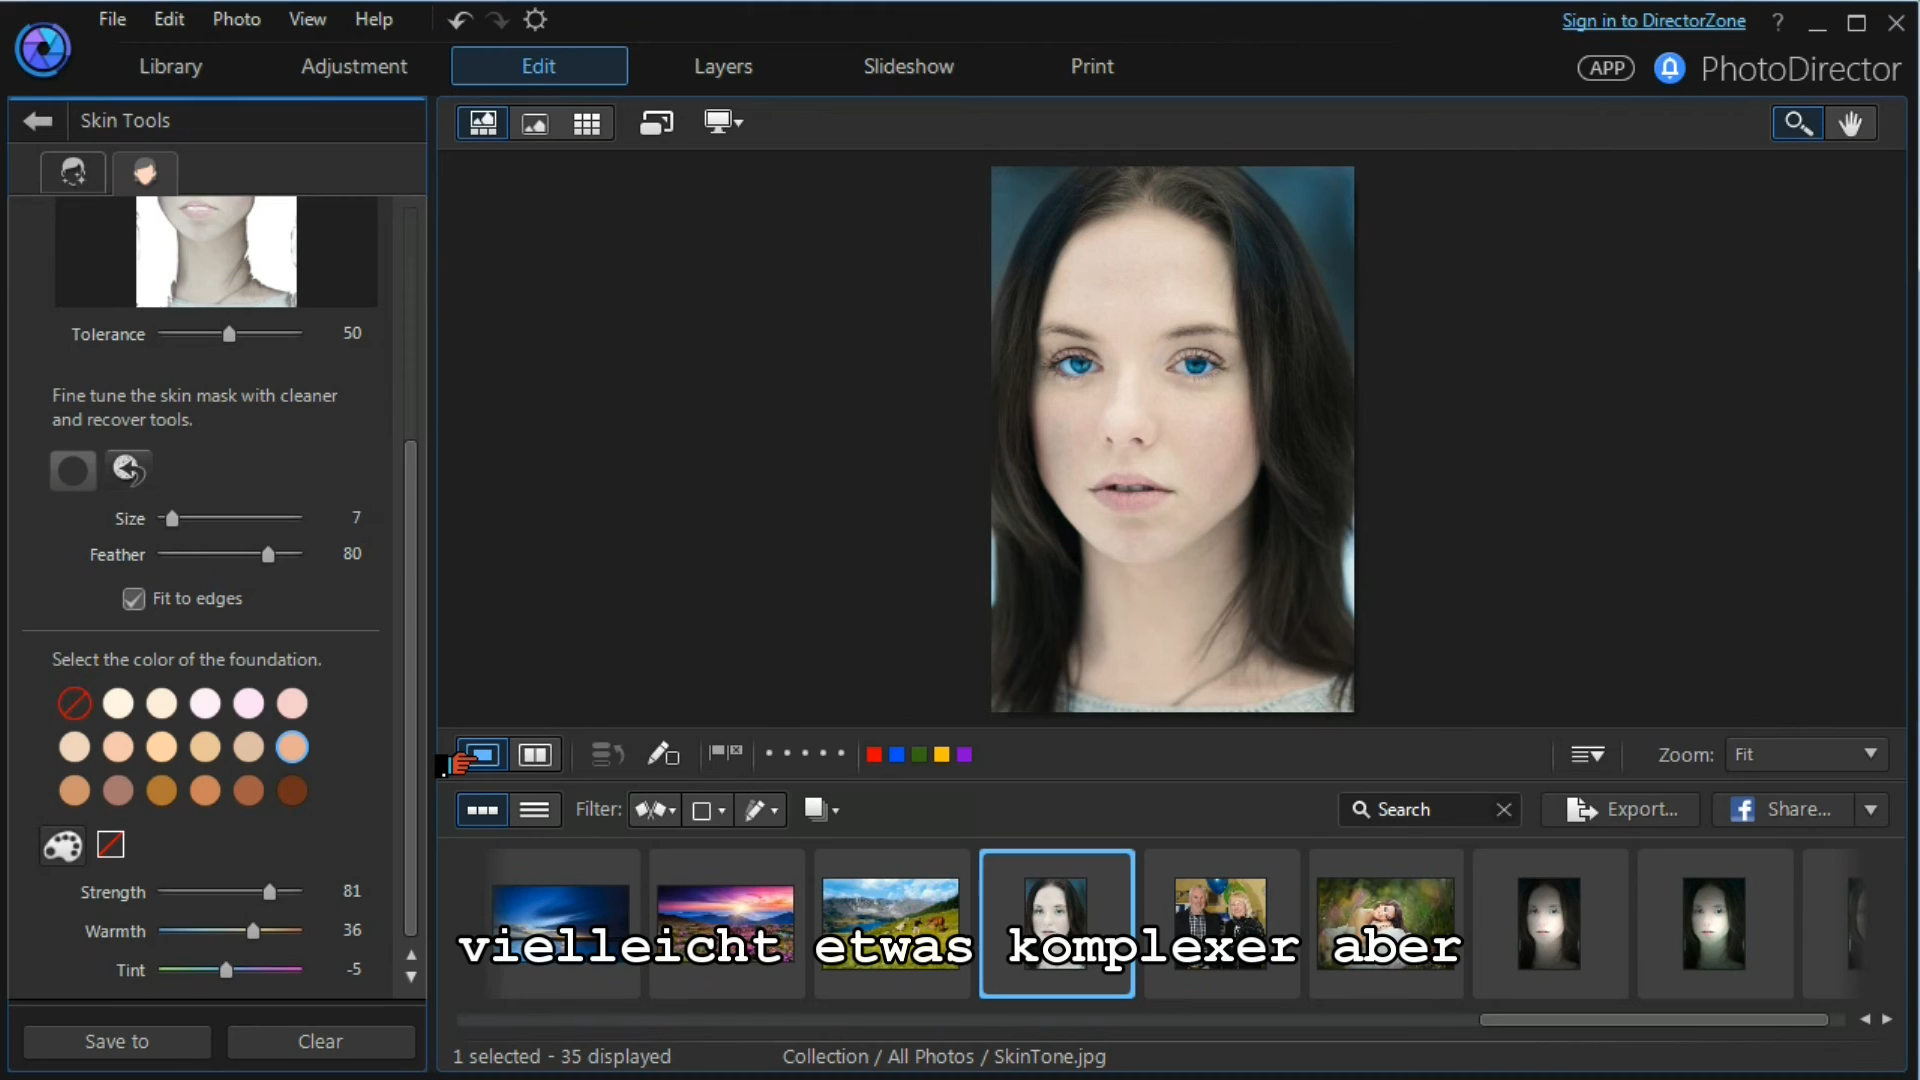 File Edit Photo View Help
Sign in to DirectorZone ?
Library Adjustment Edit Layers Slideshow Print
APP PhotoDirector
Skin Tools
Tolerance 50
Fine tune the skin mask with cleaner
and recover tools.
Size 7
Feather 80
Fit to edges
Select the color of the foundation.
Strength 81
Warmth 36
Tint -5
Save to Clear
Zoom: Fit
Filter: Search Export... Share...
vielleicht etwas komplexer aber
1 selected - 35 displayed Collection / All Photos / SkinTone.jpg